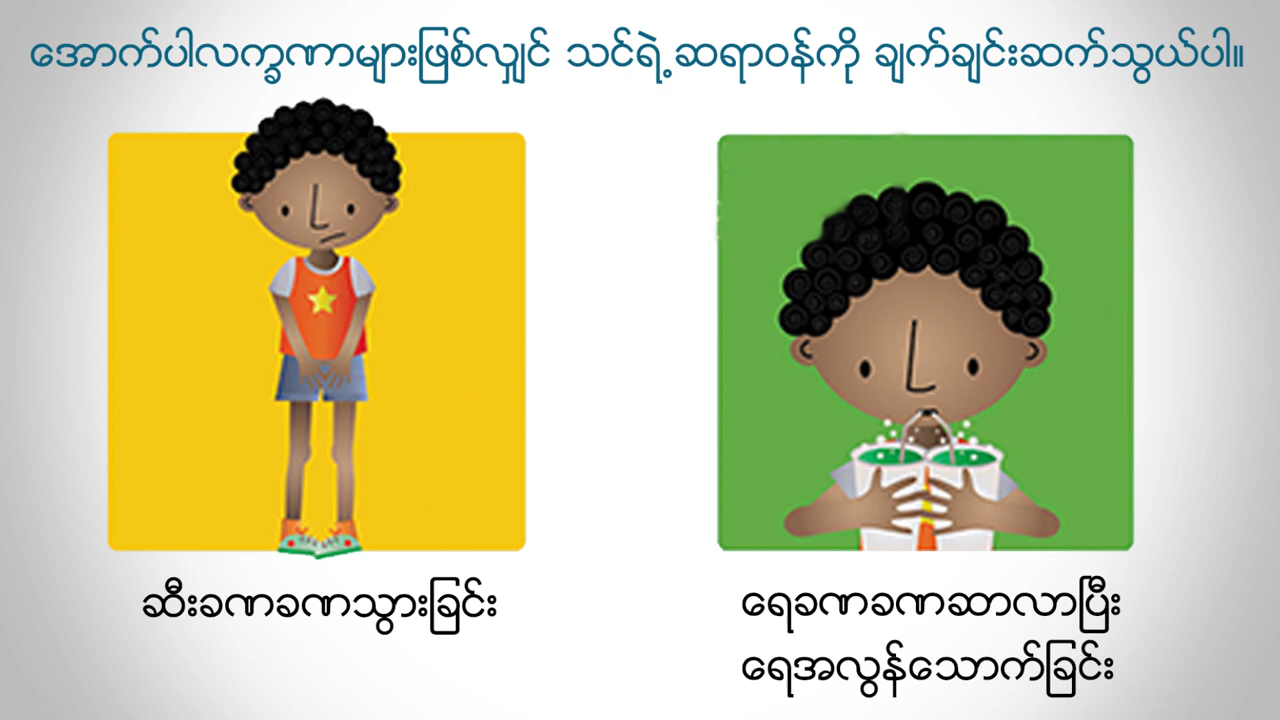 အောက်ပါလက္ခဏာများဖြစ်လျှင် သင်ရဲ့ဆရာဝန်ကို ချက်ချင်းဆက်သွယ်ပါ။
ဆီးခဏခဏသွားခြင်း
ရေခဏခဏဆာလာပြီး
ရေအလွန်သောက်ခြင်း